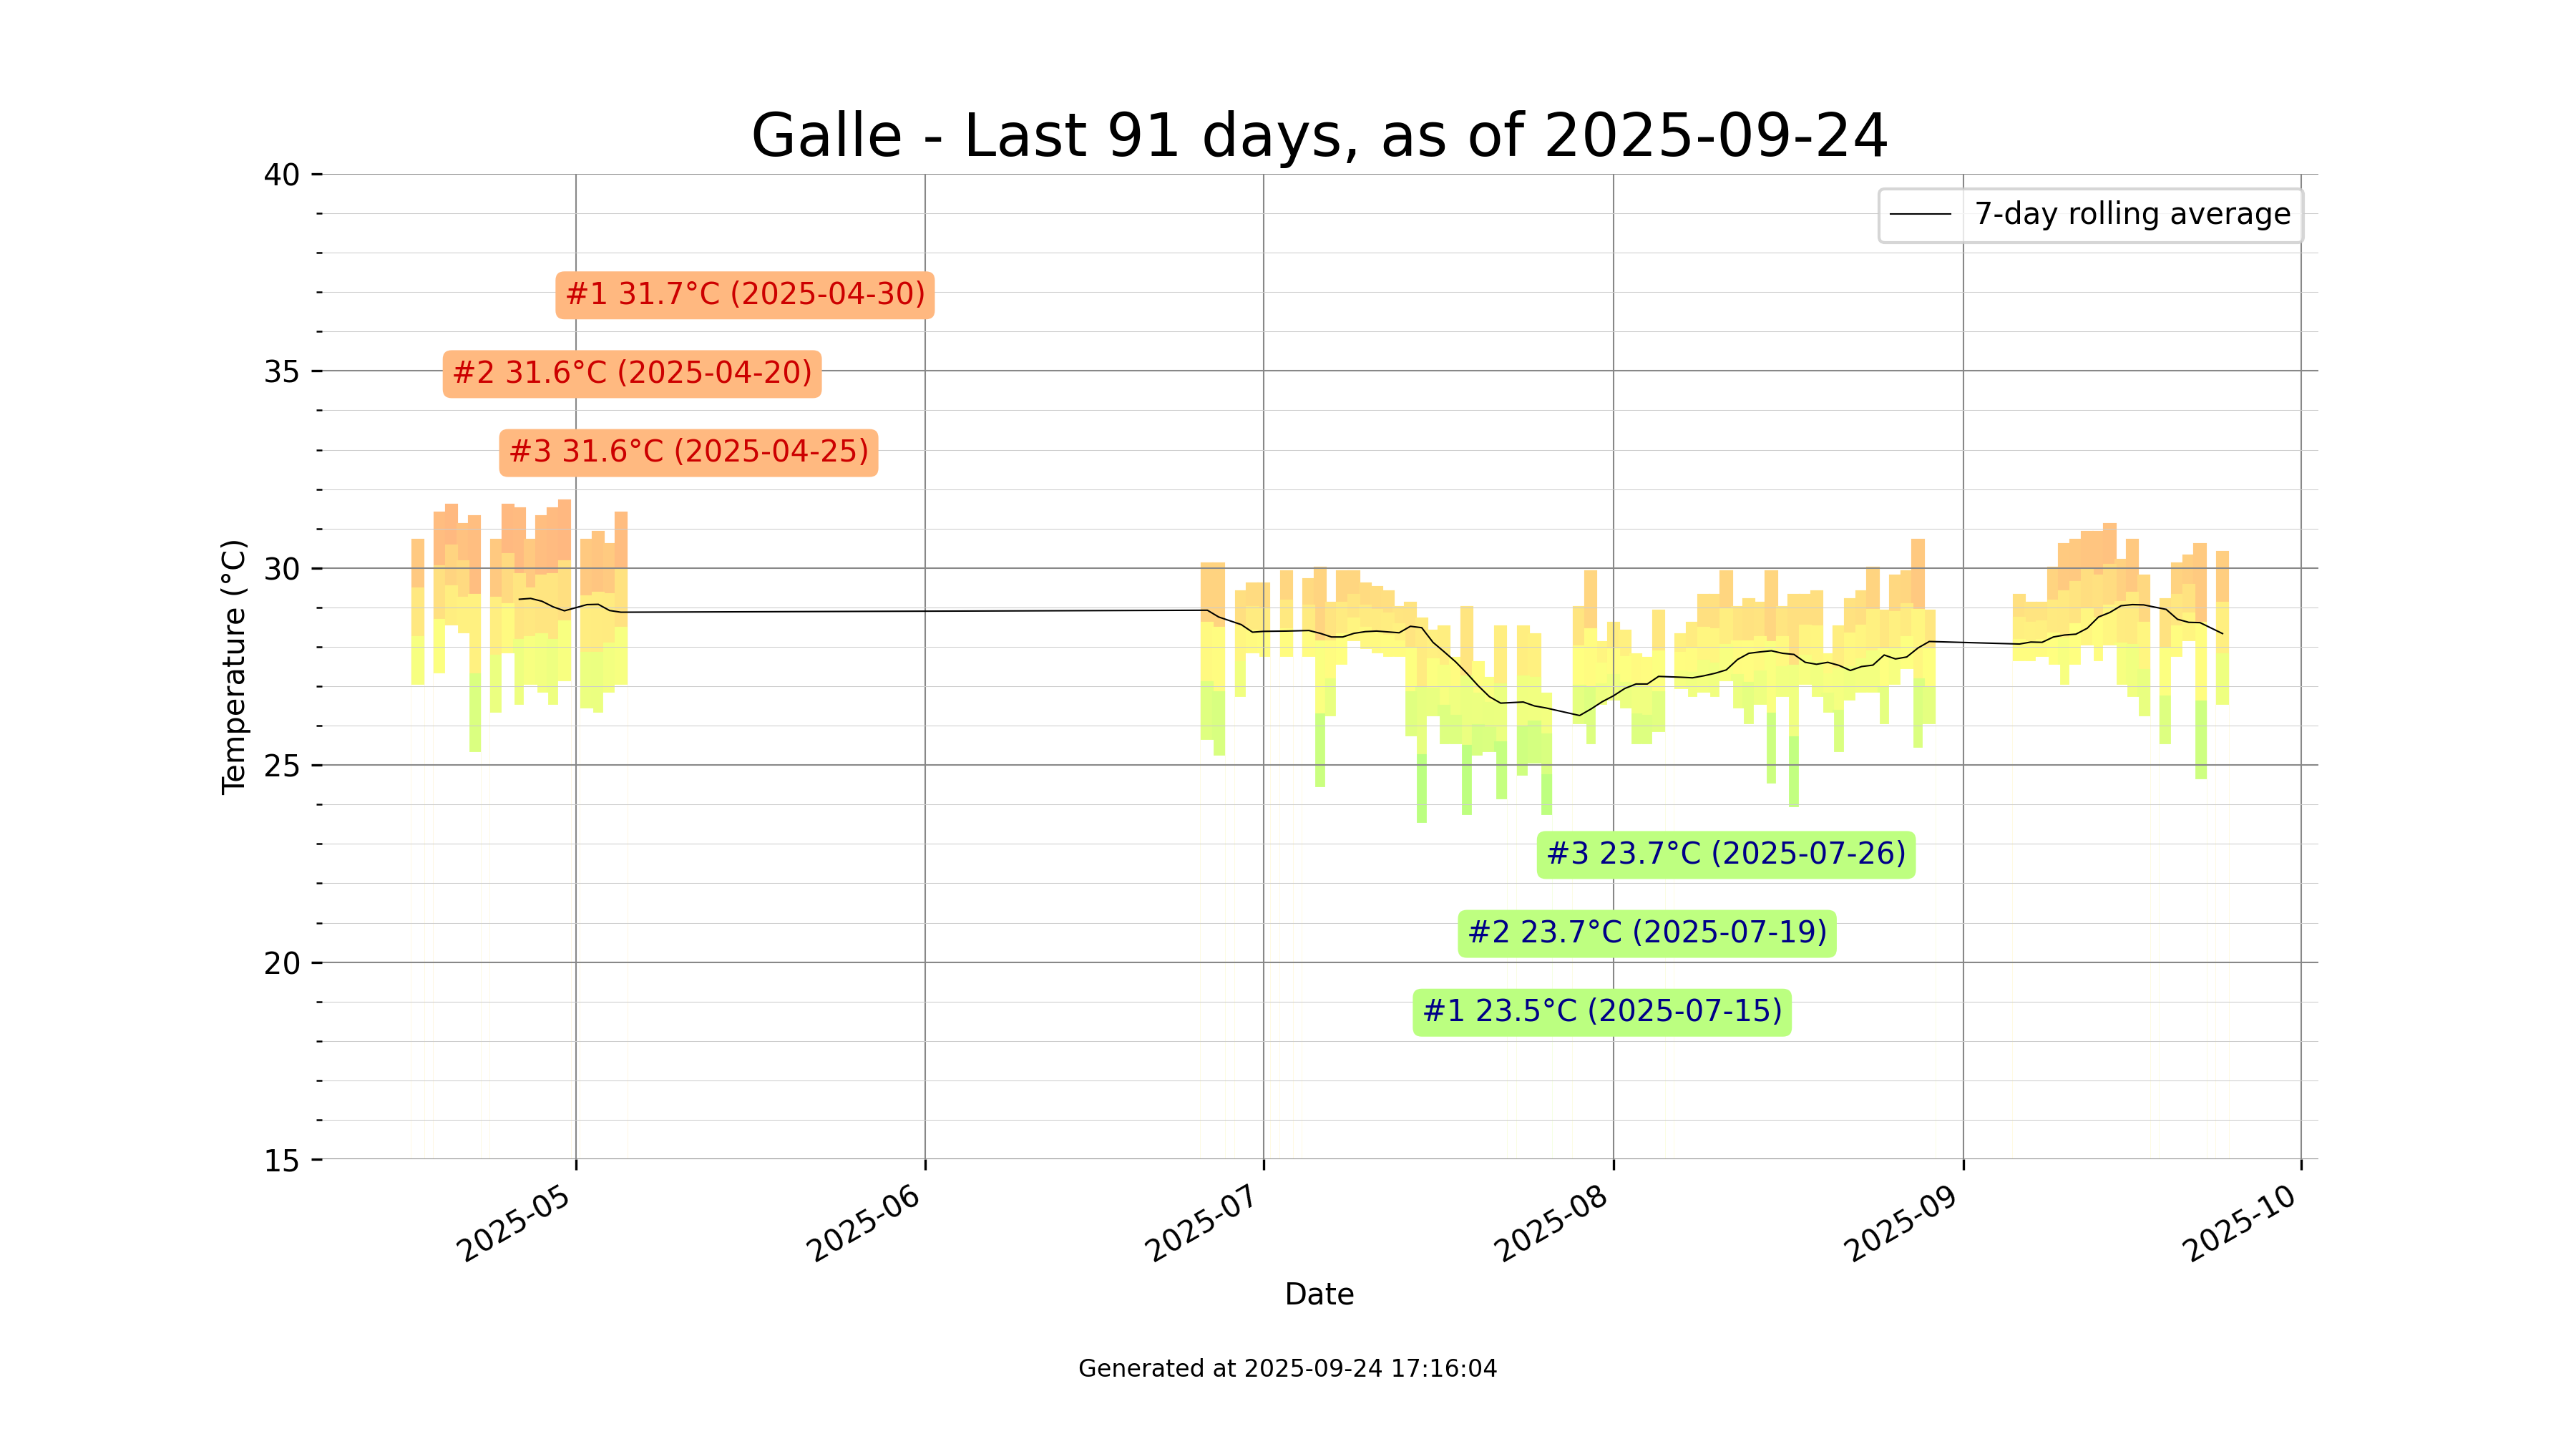 Galle - Last 91 days, as of 2025-09-24
7-day rolling average
40
35
30
25
20
15
Temperature (°C)
#1 31.7°C (2025-04-30)
#2 31.6°C (2025-04-20)
#3 31.6°C (2025-04-25)
#3 23.7°C (2025-07-26)
#2 23.7°C (2025-07-19)
#1 23.5°C (2025-07-15)
2025-05
2025-06
2025-07
2025-08
2025-09
2025-10
Date
Generated at 2025-09-24 17:16:04